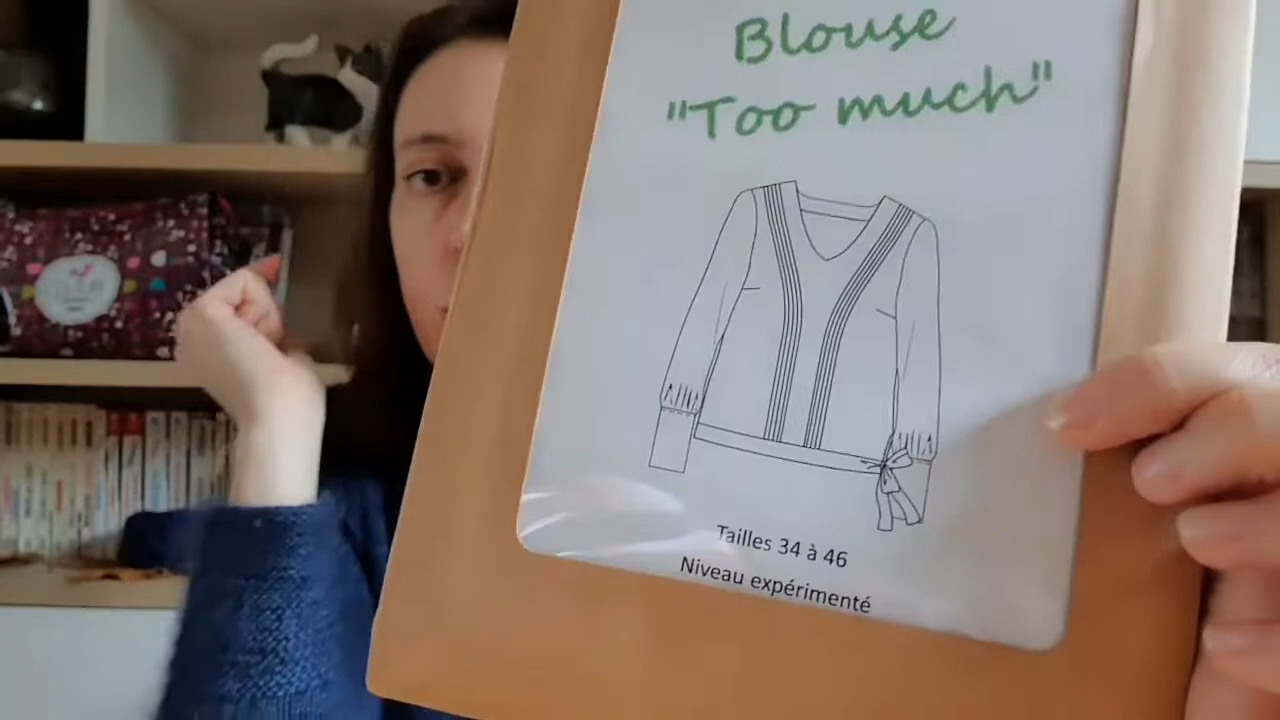 Blouse
"Too much"
Tailles 34 à 46
Niveau expérimenté